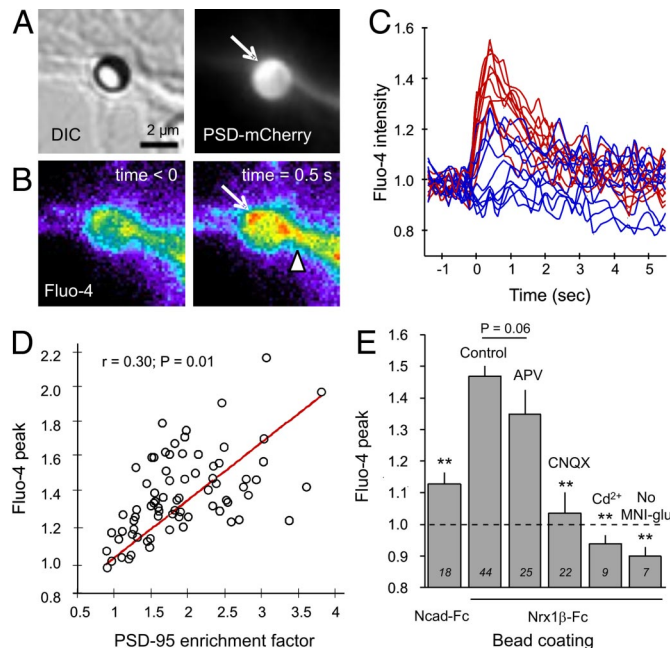 A
DIC
2 µm
PSD-mCherry
B
time < 0
time = 0.5 s
Fluo-4
C
Fluo-4 intensity
1.6
1.4
1.2
1.0
0.8
-1 0 1 2 3 4 5
Time (sec)
D
r = 0.30; P = 0.01
Fluo-4 peak
2.2
2.0
1.8
1.6
1.4
1.2
1.0
0.8
1 1.5 2 2.5 3 3.5 4
PSD-95 enrichment factor
E
P = 0.06
Fluo-4 peak
1.6
1.5
1.4
1.3
1.2
1.1
1.0
0.9
0.8
Control
APV
CNQX
**
**
Cd2+
**
No
MNI-glu
**
18 44 25 22 9 7
Ncad-Fc
Nrx1β-Fc
Bead coating